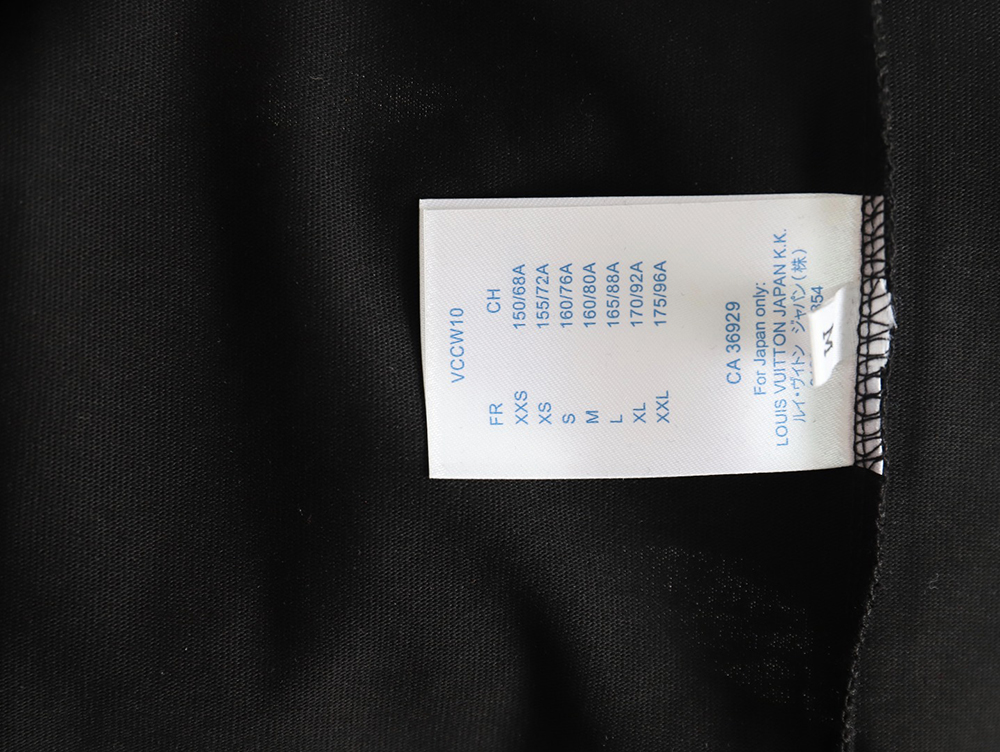 VCCW10
FR CH
XXS 150/68A
XS 155/72A
S 160/76A
M 160/80A
L 165/88A
XL 170/92A
XXL 175/96A
CA 36929
For Japan only:
LOUIS VUITTON JAPAN K.K.
ルイ・ヴィトン ジャパン(株)
354
M